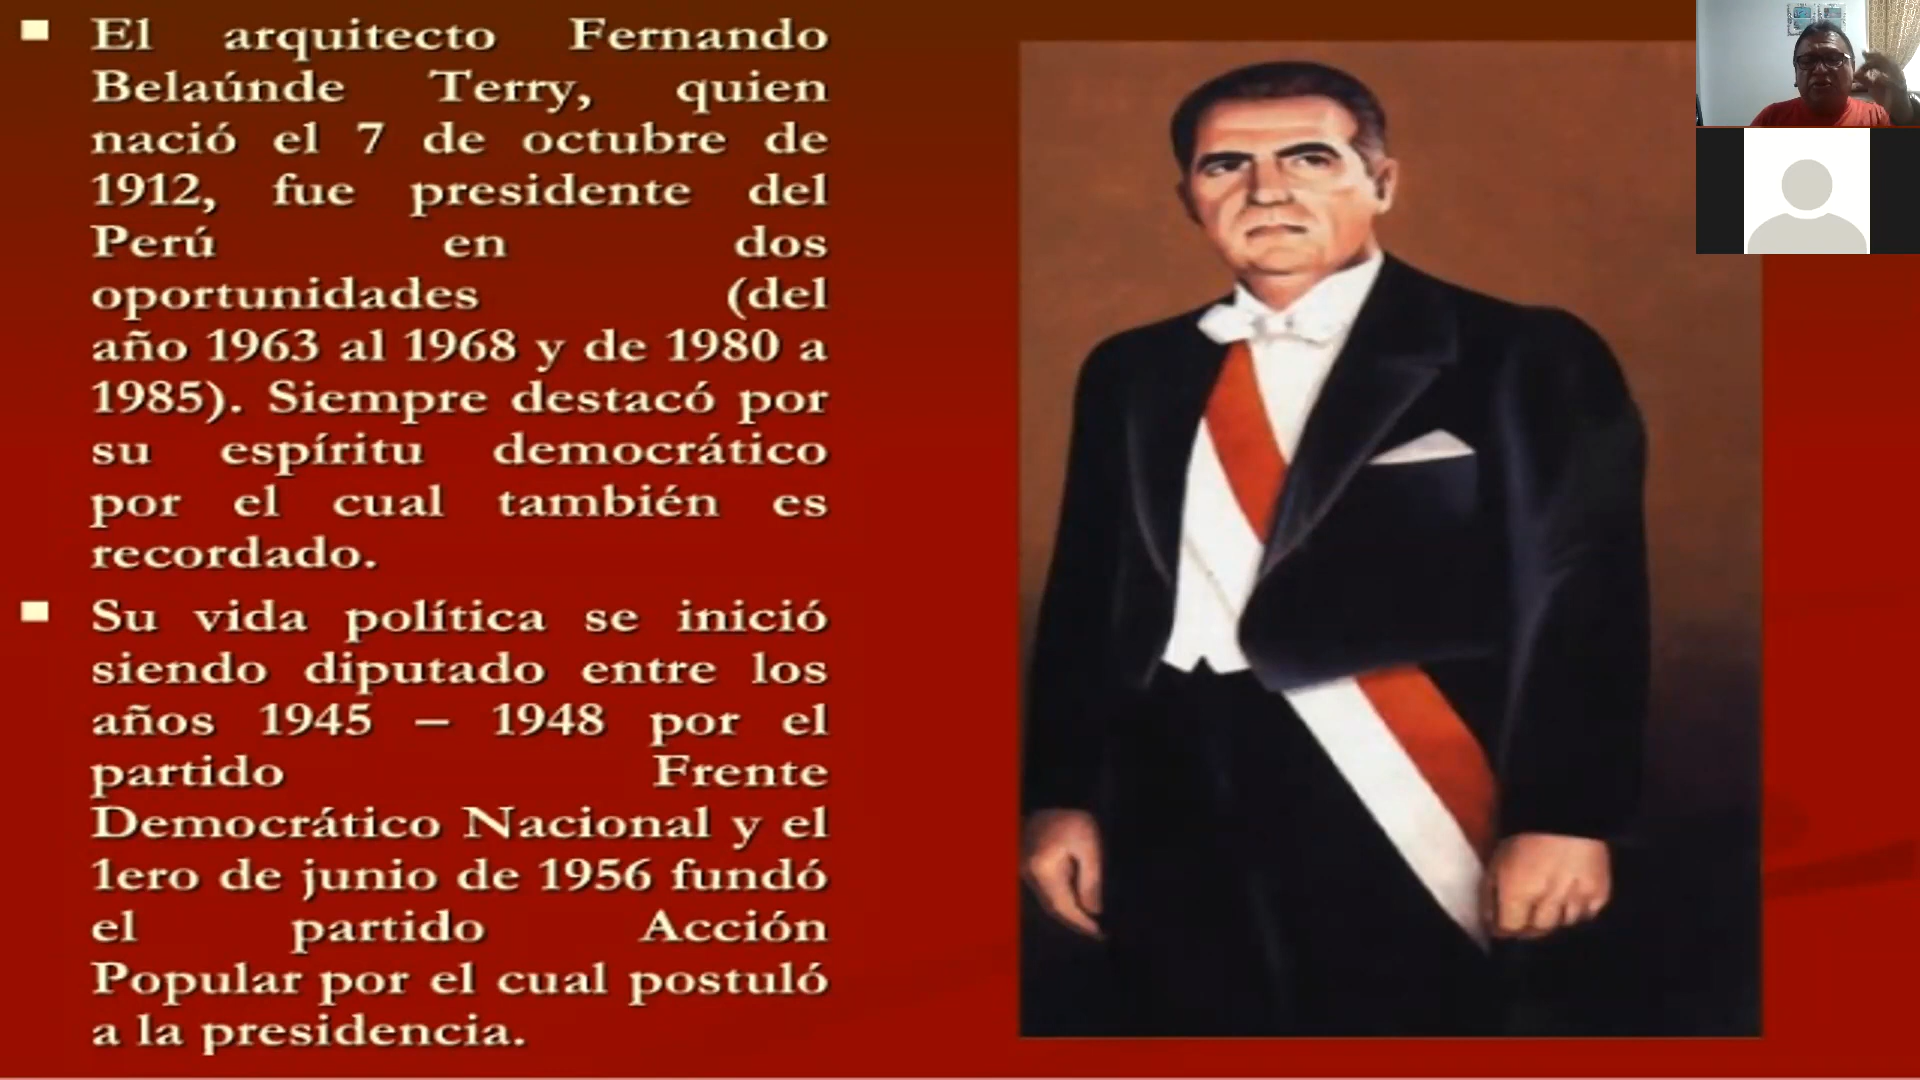 El arquitecto Fernando
Belaúnde Terry, quien
nació el 7 de octubre de
1912, fue presidente del
Perú en dos
oportunidades (del
año 1963 al 1968 y de 1980 a
1985). Siempre destacó por
su espíritu democrático
por el cual también es
recordado.
Su vida política se inició
siendo diputado entre los
años 1945 – 1948 por el
partido Frente
Democrático Nacional y el
1ero de junio de 1956 fundó
el partido Acción
Popular por el cual postuló
a la presidencia.